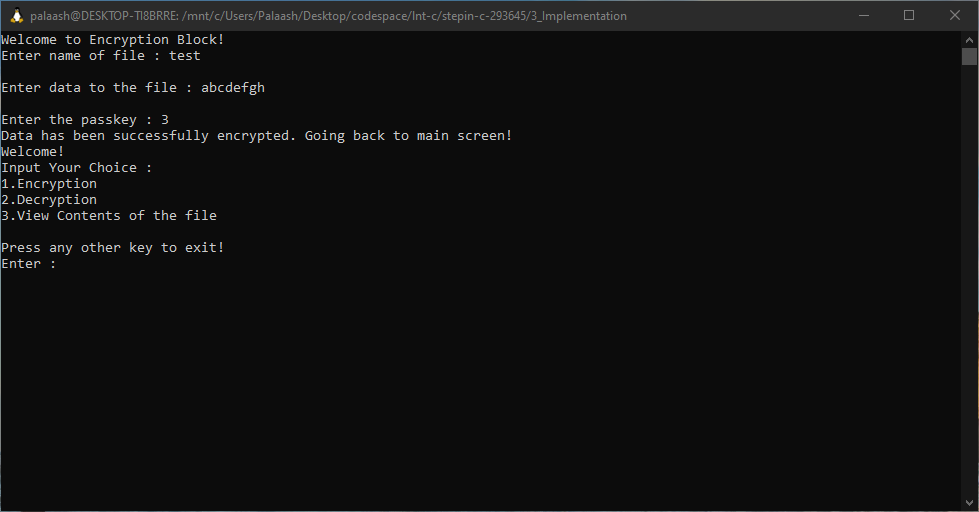 palaash@DESKTOP-TI8BRRE: /mnt/c/Users/Palaash/Desktop/codespace/Int-c/stepin-c-293645/3_Implementation
Welcome to Encryption Block!
Enter name of file : test
Enter data to the file : abcdefgh
Enter the passkey : 3
Data has been successfully encrypted. Going back to main screen!
Welcome!
Input Your Choice :
1.Encryption
2.Decryption
3.View Contents of the file
Press any other key to exit!
Enter :